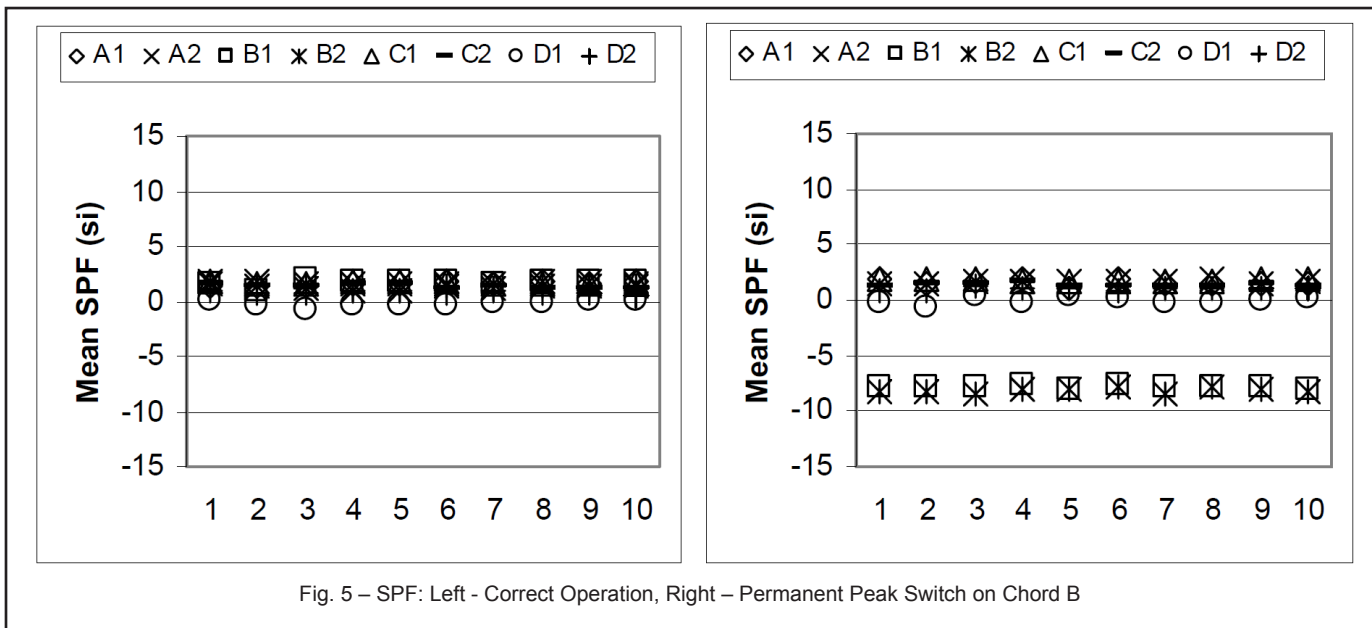 A1 A2 B1 B2 C1 C2 D1 D2
Mean SPF (si)
15
10
5
0
-5
-10
-15
1 2 3 4 5 6 7 8 9 10
A1 A2 B1 B2 C1 C2 D1 D2
Mean SPF (si)
15
10
5
0
-5
-10
-15
1 2 3 4 5 6 7 8 9 10
Fig. 5 – SPF: Left - Correct Operation, Right – Permanent Peak Switch on Chord B